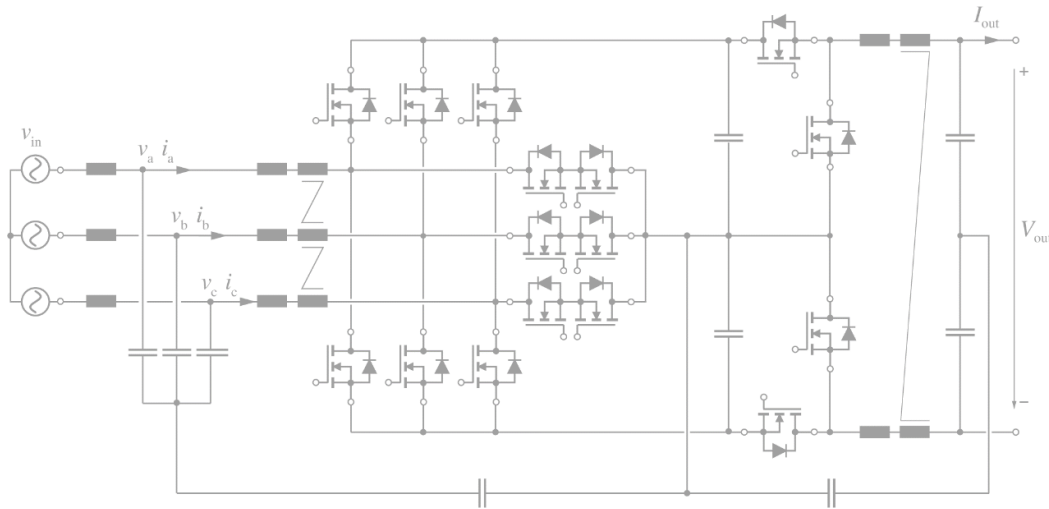 I_out
v_in
v_a i_a
+
v_b i_b
V_out
v_c i_c
−